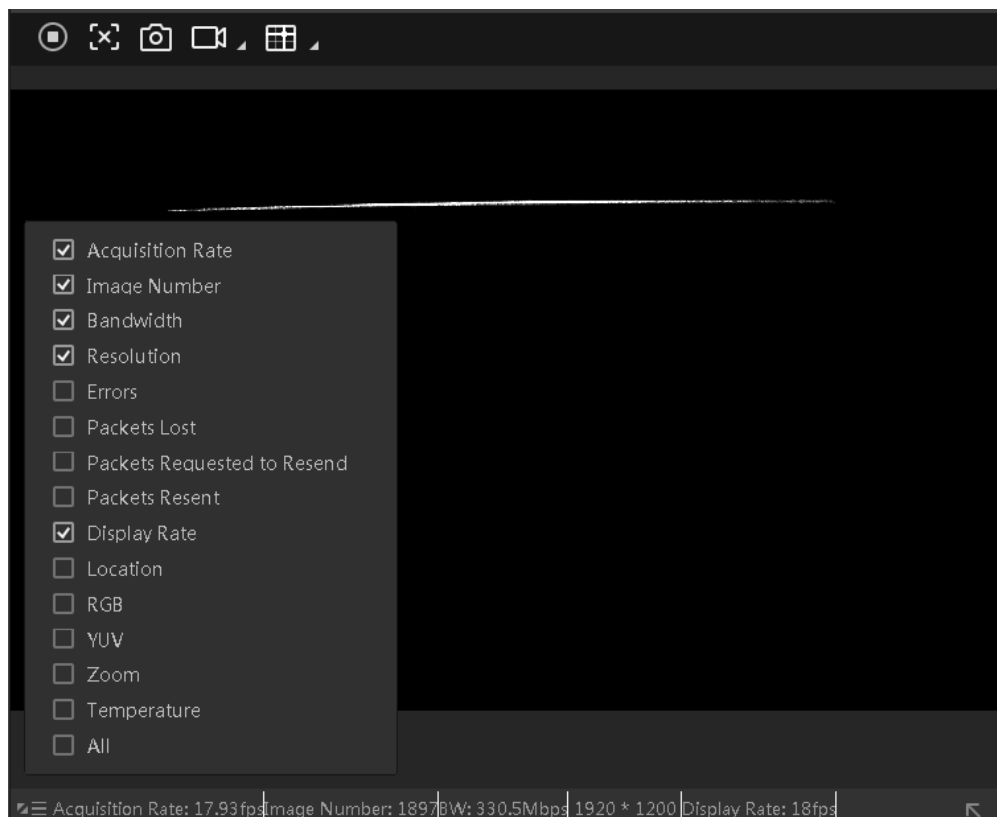 Acquisition Rate
Image Number
Bandwidth
Resolution
Errors
Packets Lost
Packets Requested to Resend
Packets Resent
Display Rate
Location
RGB
YUV
Zoom
Temperature
All
Acquisition Rate: 17.93fps Image Number: 1897 BW: 330.5Mbps 1920 * 1200 Display Rate: 18fps